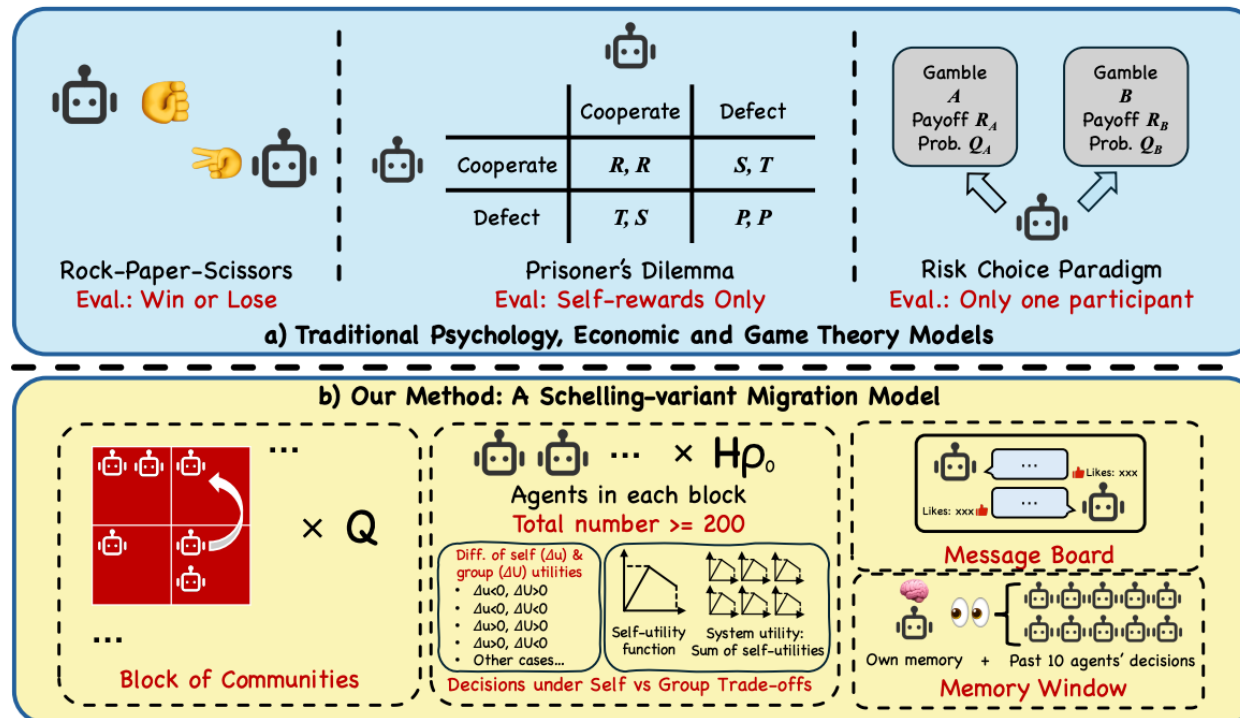 Gamble
A
Payoff R_A
Prob. Q_A
Gamble
B
Payoff R_B
Prob. Q_B
Cooperate Defect
Cooperate R, R S, T
Defect T, S P, P
Rock-Paper-Scissors
Eval.: Win or Lose
Prisoner's Dilemma
Eval: Self-rewards Only
Risk Choice Paradigm
Eval.: Only one participant
a) Traditional Psychology, Economic and Game Theory Models
b) Our Method: A Schelling-variant Migration Model
...
× Q
...
Block of Communities
... × Hρ₀
Agents in each block
Total number >= 200
Diff. of self (Δu) &
group (ΔU) utilities
• Δu<0, ΔU>0
• Δu<0, ΔU<0
• Δu>0, ΔU>0
• Δu>0, ΔU<0
• Other cases...
Self-utility
function
System utility:
Sum of self-utilities
Decisions under Self vs Group Trade-offs
...
Likes: xxx
Likes: xxx
...
Message Board
Own memory + Past 10 agents' decisions
Memory Window